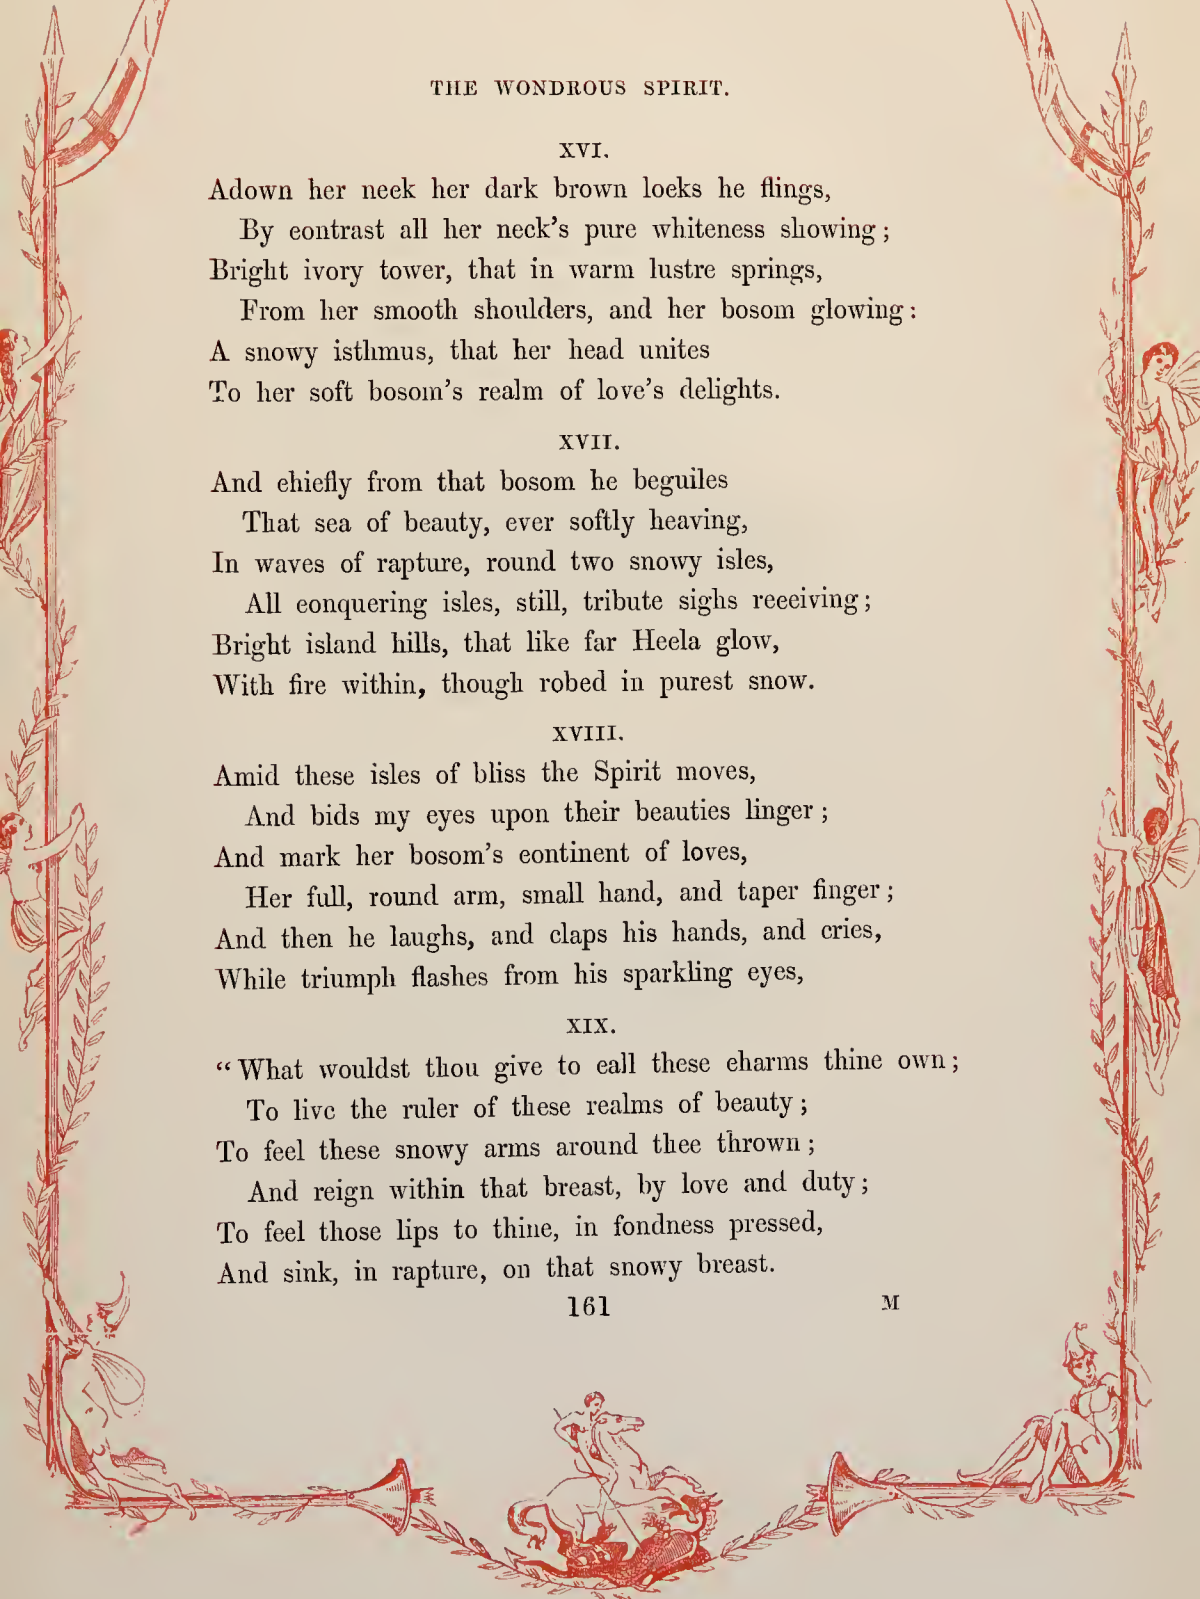 THE WONDROUS SPIRIT.
XVI.
Adown her neck her dark brown locks he flings,
By contrast all her neck's pure whiteness showing;
Bright ivory tower, that in warm lustre springs,
From her smooth shoulders, and her bosom glowing:
A snowy isthmus, that her head unites
To her soft bosom's realm of love's delights.
XVII.
And chiefly from that bosom he beguiles
That sea of beauty, ever softly heaving,
In waves of rapture, round two snowy isles,
All conquering isles, still, tribute sighs receiving;
Bright island hills, that like far Hecla glow,
With fire within, though robed in purest snow.
XVIII.
Amid these isles of bliss the Spirit moves,
And bids my eyes upon their beauties linger;
And mark her bosom's continent of loves,
Her full, round arm, small hand, and taper finger;
And then he laughs, and claps his hands, and cries,
While triumph flashes from his sparkling eyes,
XIX.
"What wouldst thou give to call these charms thine own;
To live the ruler of these realms of beauty;
To feel these snowy arms around thee thrown;
And reign within that breast, by love and duty;
To feel those lips to thine, in fondness pressed,
And sink, in rapture, on that snowy breast.
161 M